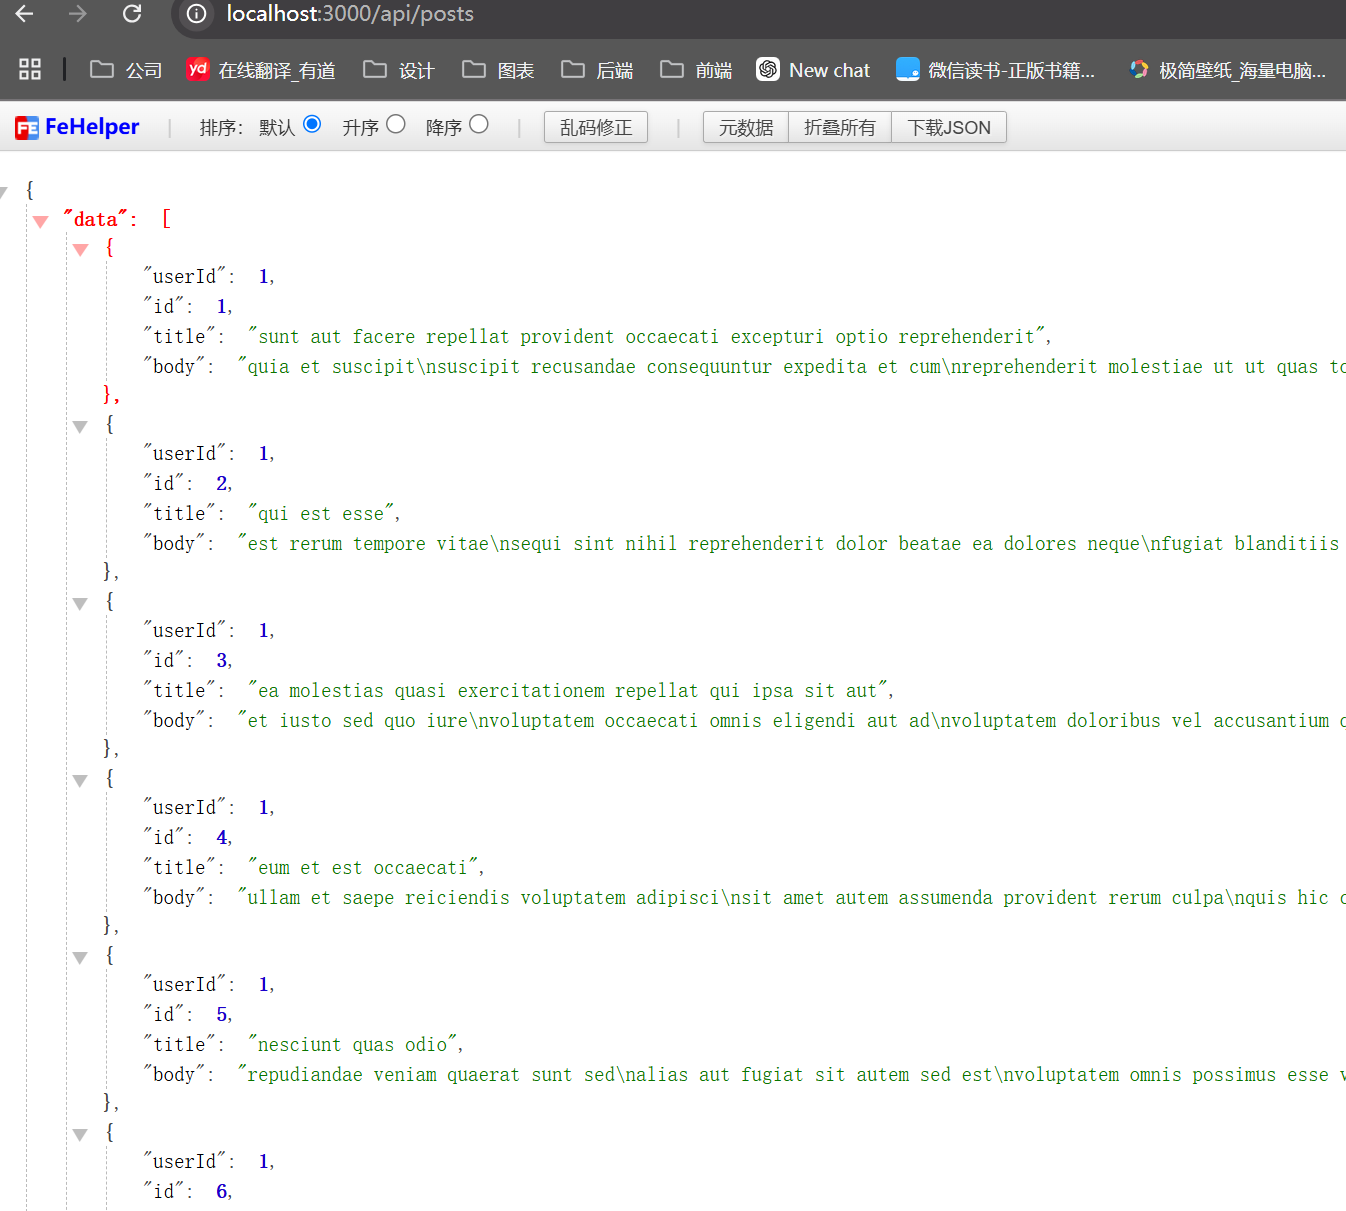 localhost:3000/api/posts
公司 yd 在线翻译_有道 设计 图表 后端 前端 New chat 微信读书-正版书籍... 极简壁纸_海量电脑...
FE FeHelper | 排序: 默认 升序 降序 | 乱码修正 | 元数据 折叠所有 下载JSON
{
"data": [
{
"userId": 1,
"id": 1,
"title": "sunt aut facere repellat provident occaecati excepturi optio reprehenderit",
"body": "quia et suscipit\nsuscipit recusandae consequuntur expedita et cum\nreprehenderit molestiae ut ut quas
},
{
"userId": 1,
"id": 2,
"title": "qui est esse",
"body": "est rerum tempore vitae\nsequi sint nihil reprehenderit dolor beatae ea dolores neque\nfugiat blanditiis
},
{
"userId": 1,
"id": 3,
"title": "ea molestias quasi exercitationem repellat qui ipsa sit aut",
"body": "et iusto sed quo iure\nvoluptatem occaecati omnis eligendi aut ad\nvoluptatem doloribus vel accusantium
},
{
"userId": 1,
"id": 4,
"title": "eum et est occaecati",
"body": "ullam et saepe reiciendis voluptatem adipisci\nsit amet autem assumenda provident rerum culpa\nquis hic
},
{
"userId": 1,
"id": 5,
"title": "nesciunt quas odio",
"body": "repudiandae veniam quaerat sunt sed\nalias aut fugiat sit autem sed est\nvoluptatem omnis possimus esse
},
{
"userId": 1,
"id": 6,